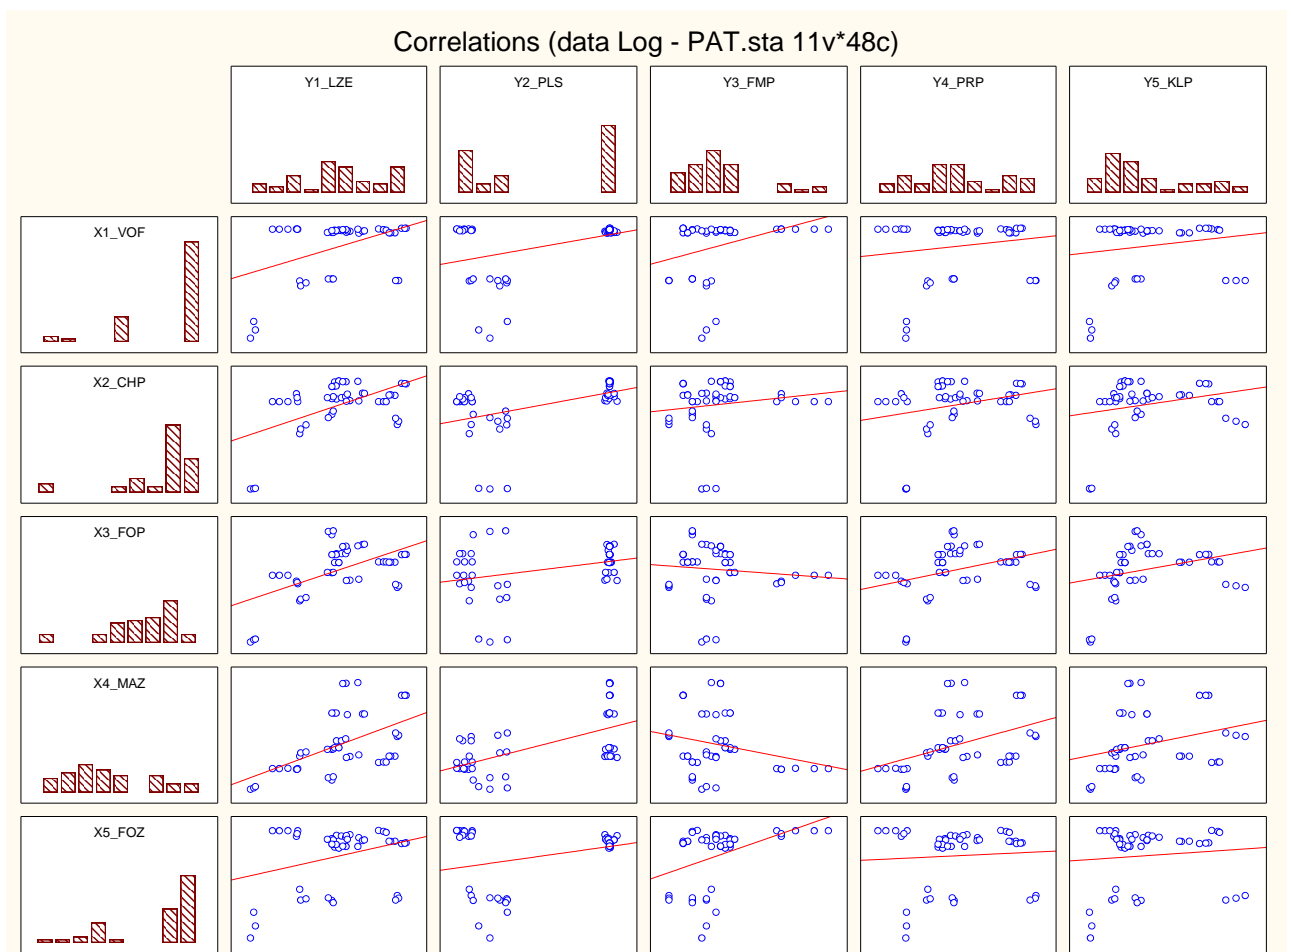 Correlations (data Log - PAT.sta 11v*48c)
Y1_LZE Y2_PLS Y3_FMP Y4_PRP Y5_KLP
X1_VOF
X2_CHP
X3_FOP
X4_MAZ
X5_FOZ